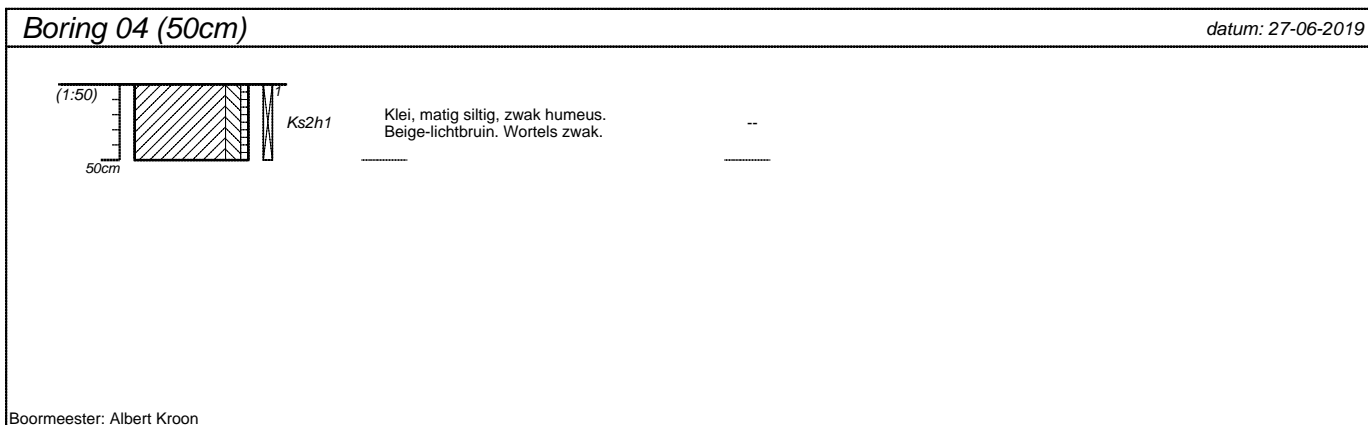 Boring 04 (50cm)
datum: 27-06-2019
(1:50)
1
Ks2h1
Klei, matig siltig, zwak humeus.
Beige-lichtbruin. Wortels zwak.
--
50cm
Boormeester: Albert Kroon